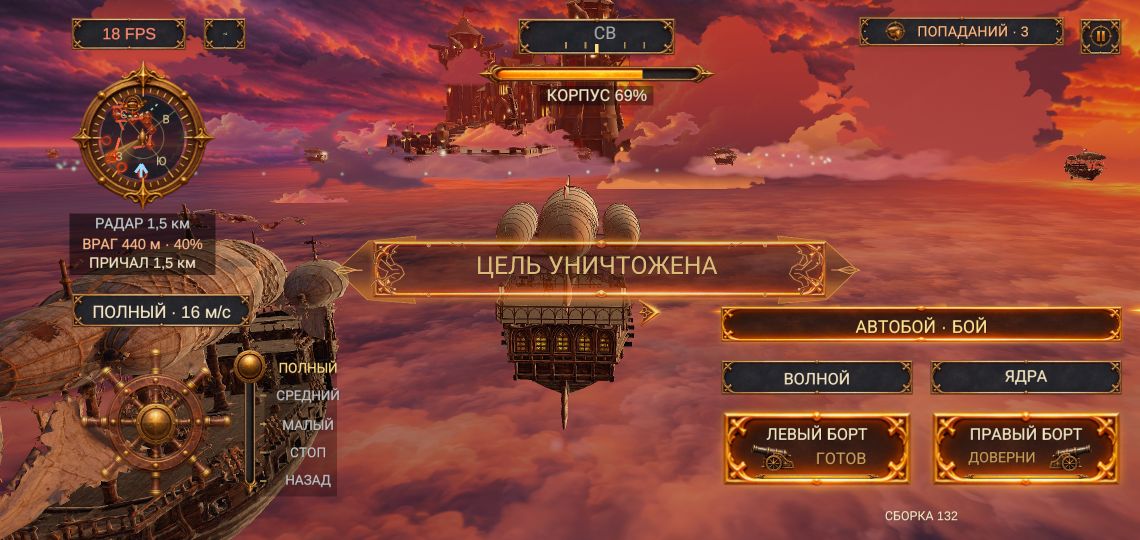 18 FPS
СВ
ПОПАДАНИЙ · 3
КОРПУС 69%
С
В
З
Ю
РАДАР 1,5 км
ВРАГ 440 м · 40%
ПРИЧАЛ 1,5 км
ПОЛНЫЙ · 16 м/с
ЦЕЛЬ УНИЧТОЖЕНА
АВТОБОЙ · БОЙ
ВОЛНОЙ
ЯДРА
ПОЛНЫЙ
СРЕДНИЙ
МАЛЫЙ
СТОП
НАЗАД
ЛЕВЫЙ БОРТ
ГОТОВ
ПРАВЫЙ БОРТ
ДОВЕРНИ
СБОРКА 132